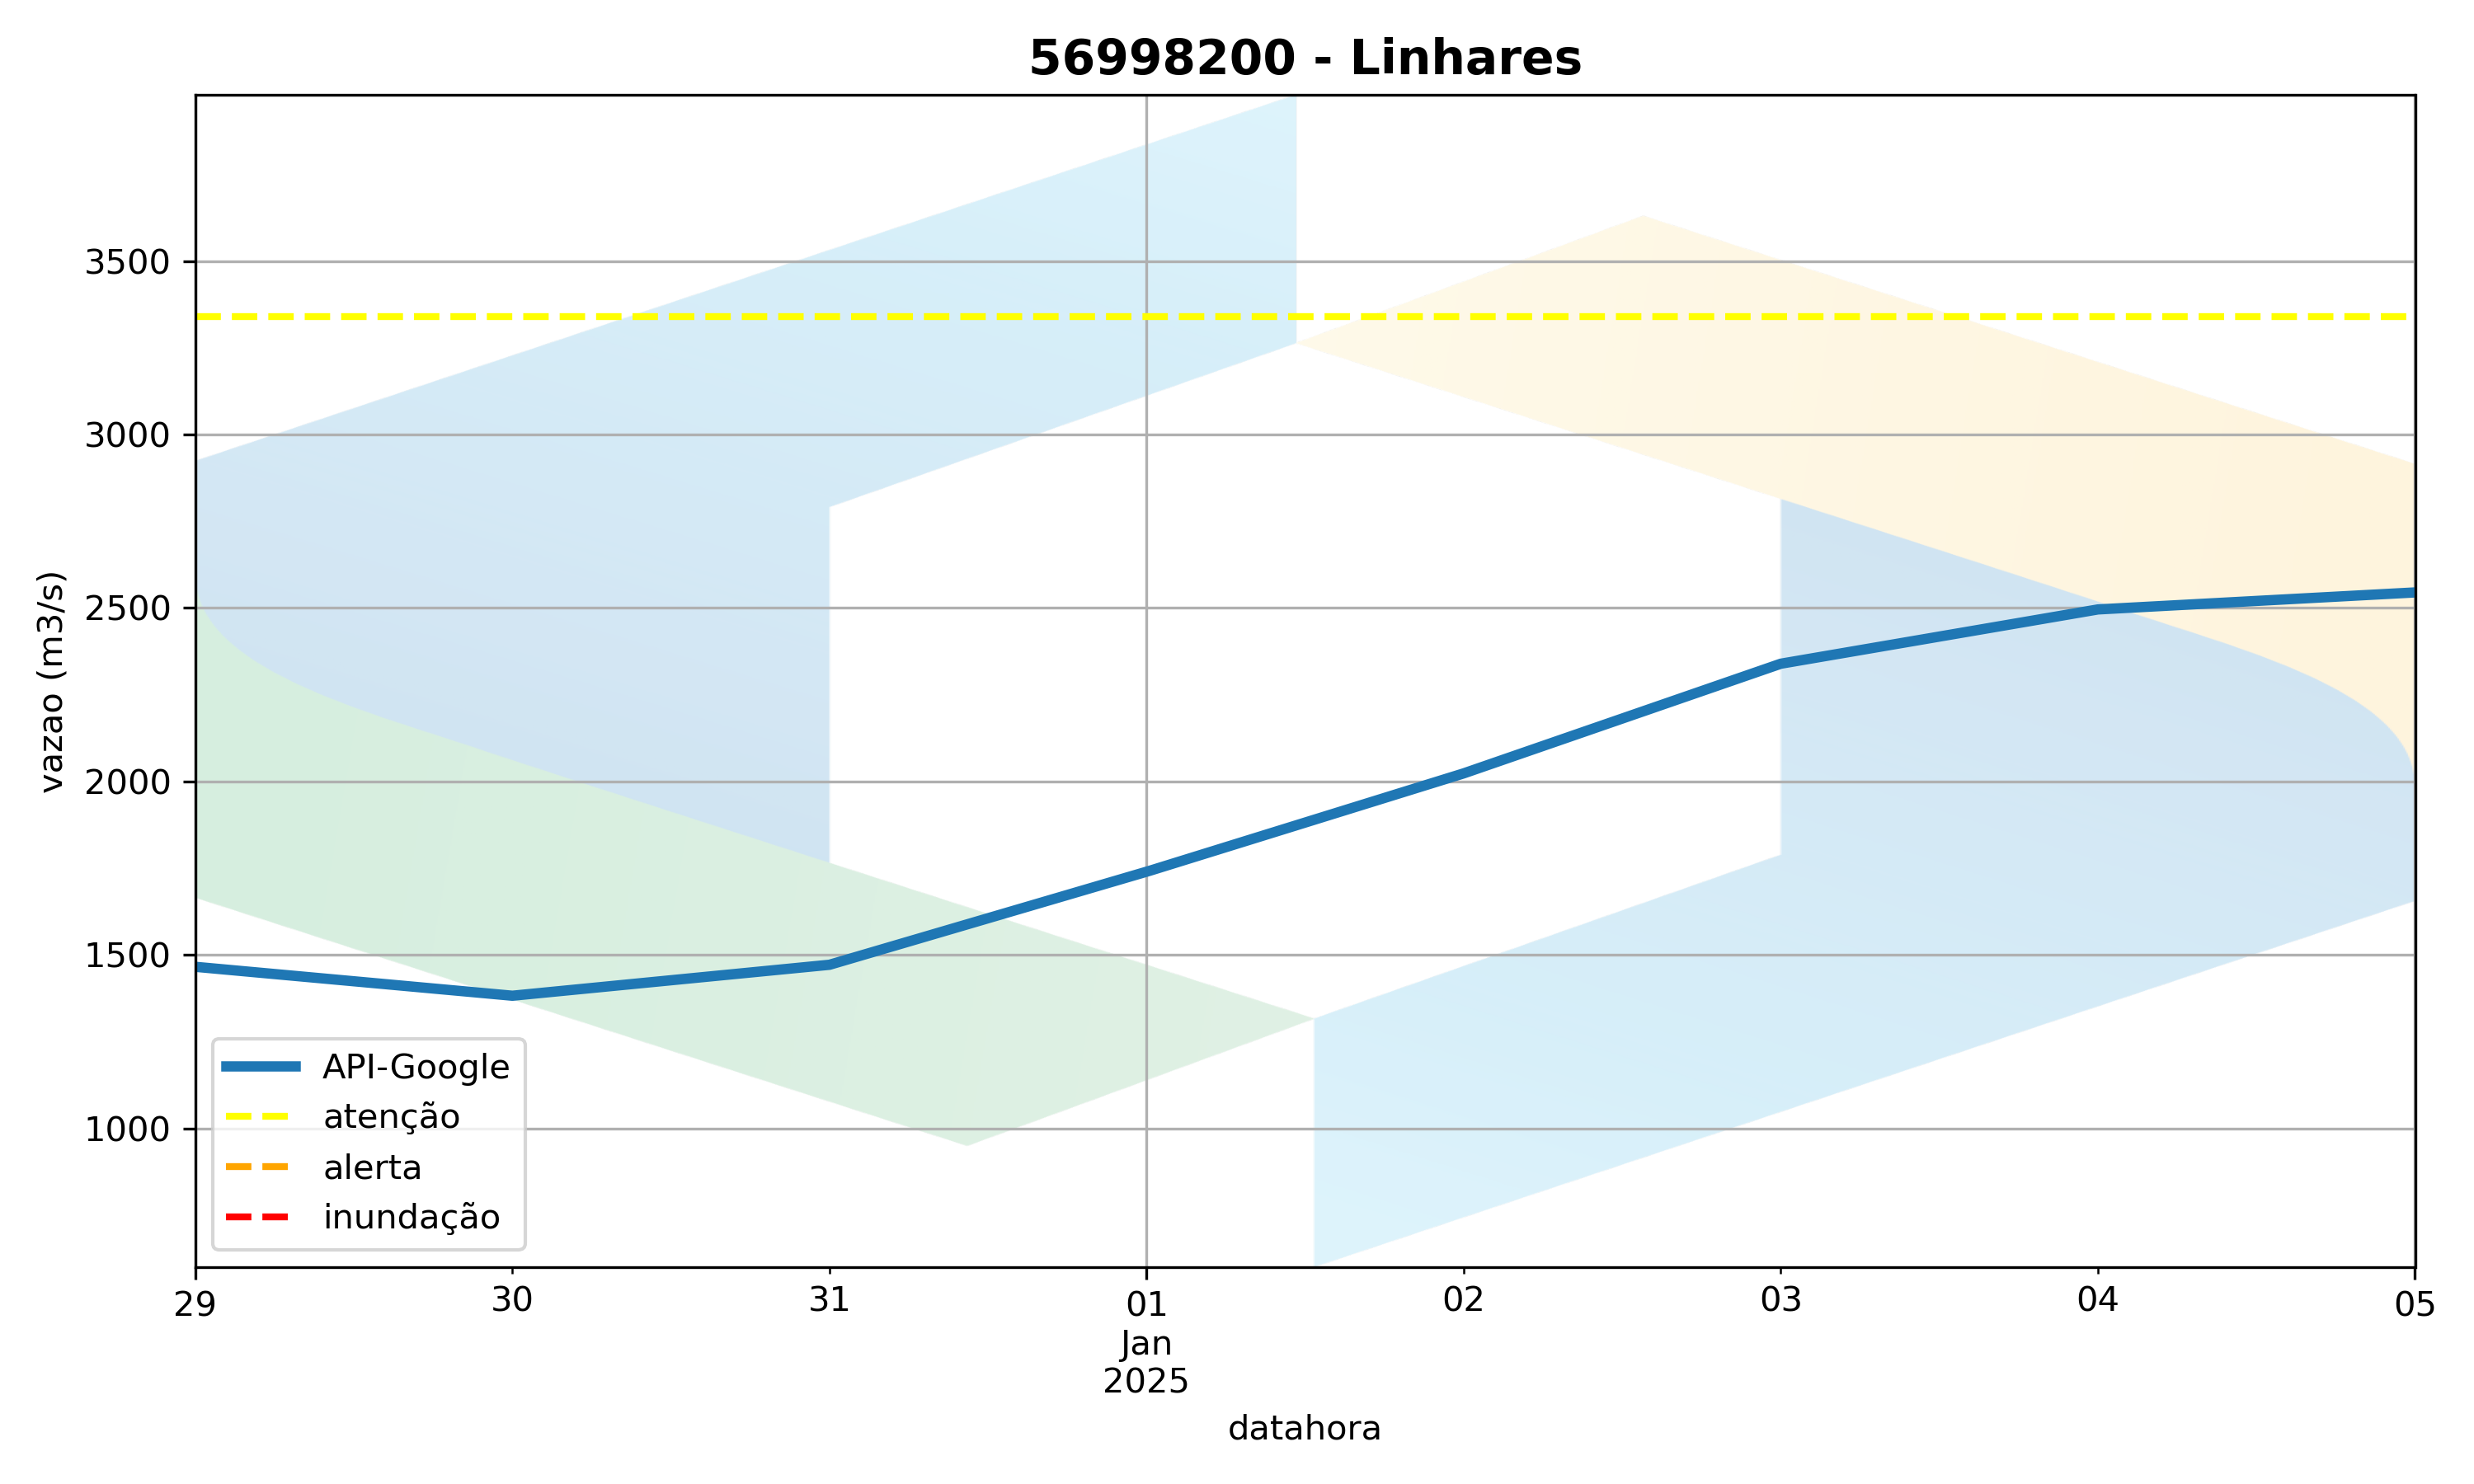 56998200 - Linhares
vazao (m3/s)
3500
3000
2500
2000
1500
1000
API-Google
atenção
alerta
inundação
29 30 31 01 02 03 04 05
Jan
2025
datahora